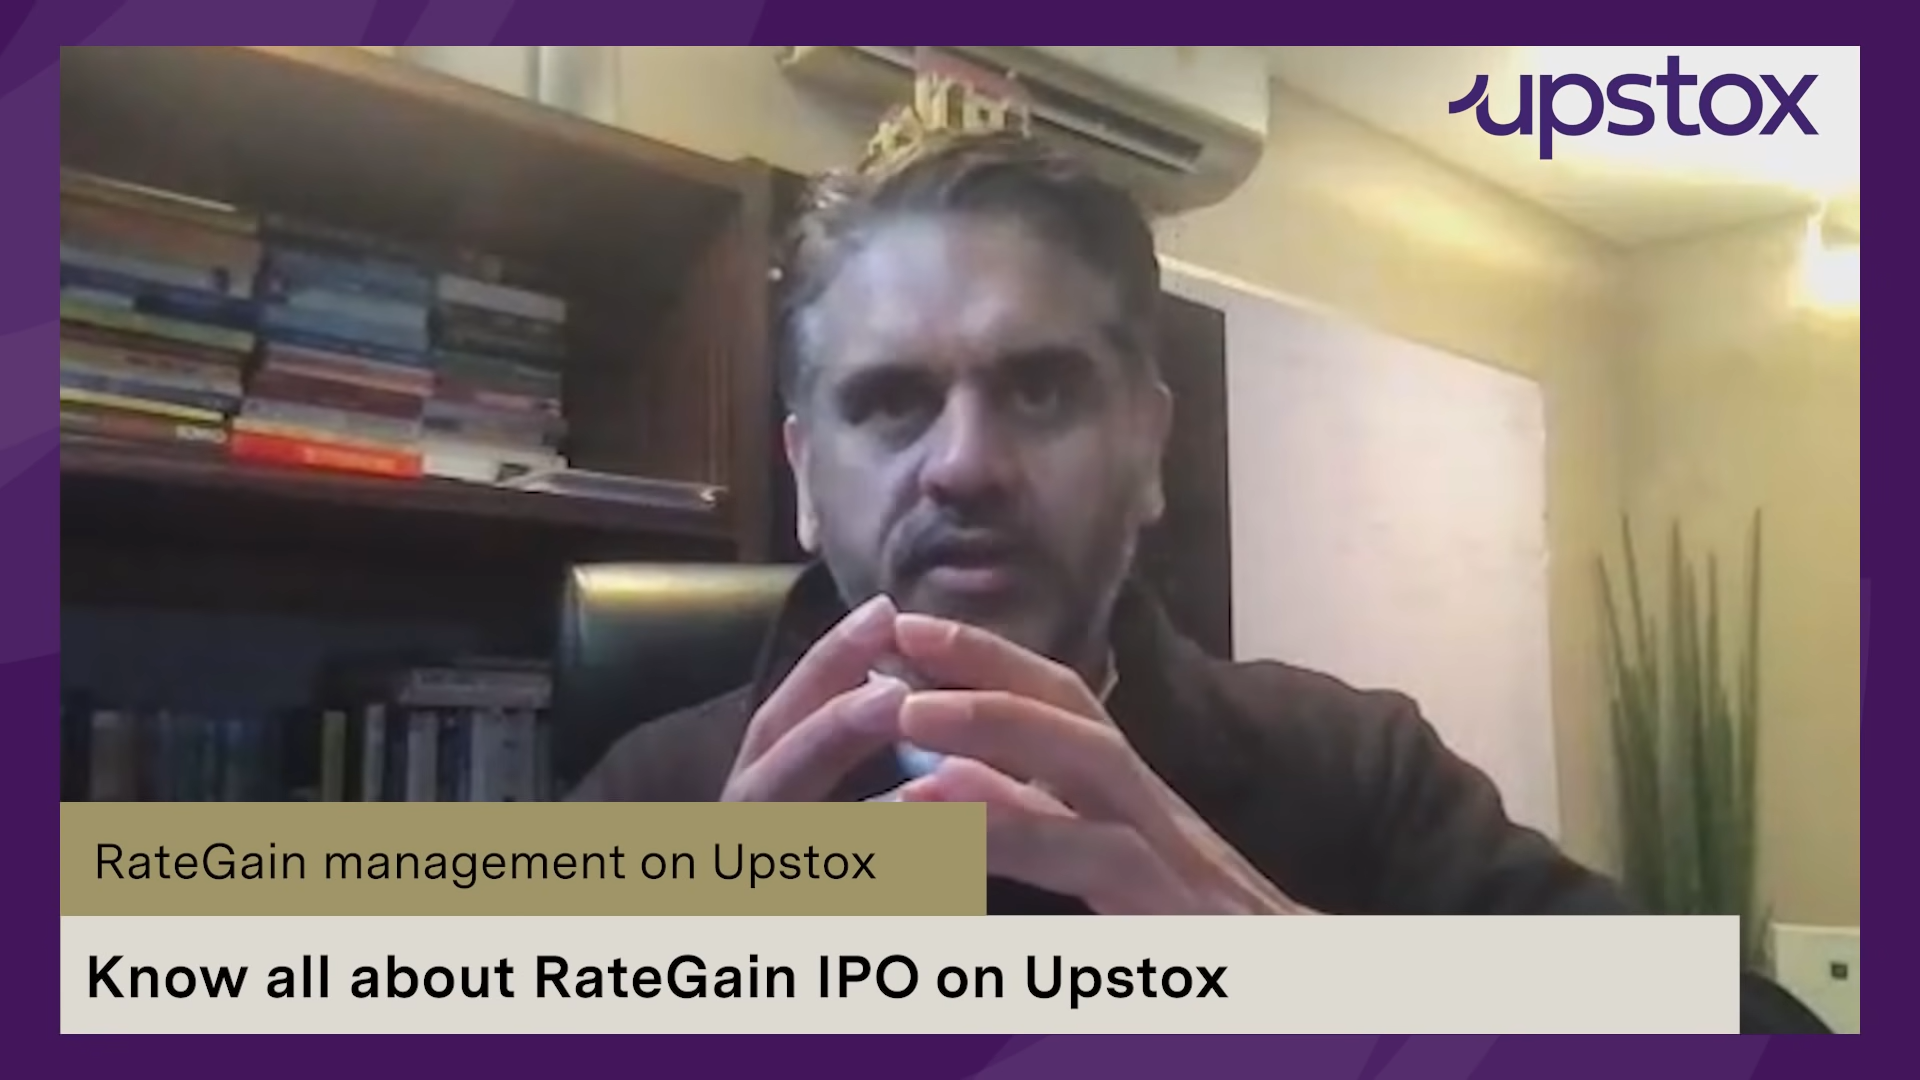 upstox
RateGain management on Upstox
Know all about RateGain IPO on Upstox